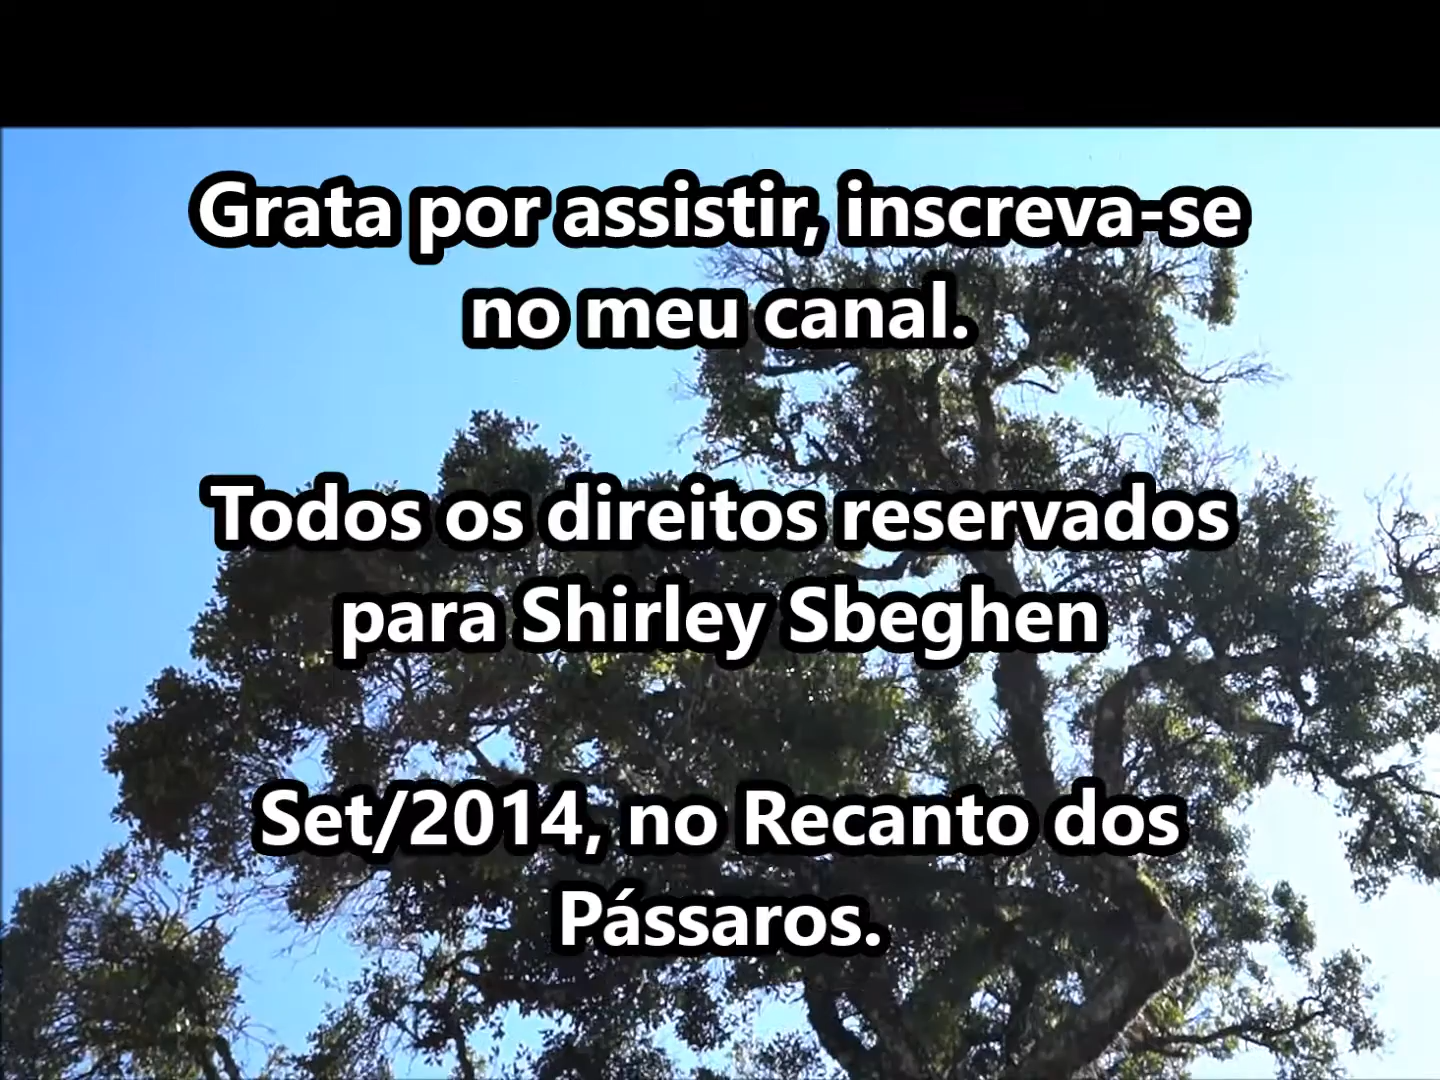 Grata por assistir, inscreva-se
no meu canal.
Todos os direitos reservados
para Shirley Sbeghen
Set/2014, no Recanto dos
Pássaros.